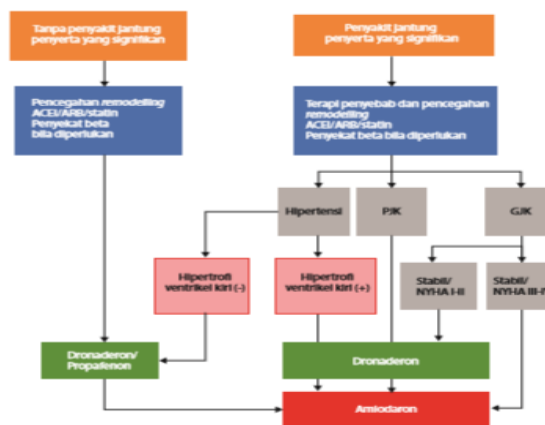 Tanpa penyakit jantung
penyerta yang signifikan
Penyakit jantung
penyerta yang signifikan
Pencegahan remodelling
ACEI/ARB/statin
Penyekat beta
bila diperlukan
Terapi penyebab dan pencegahan
remodelling
ACEI/ARB/statin
Penyekat beta bila diperlukan
Hipertensi
PJK
GJK
Hipertrofi
ventrikel kiri (-)
Hipertrofi
ventrikel kiri (+)
Stabil/
NYHA I-II
Stabil/
NYHA III-
Dronaderon/
Propafenon
Dronaderon
Amiodaron